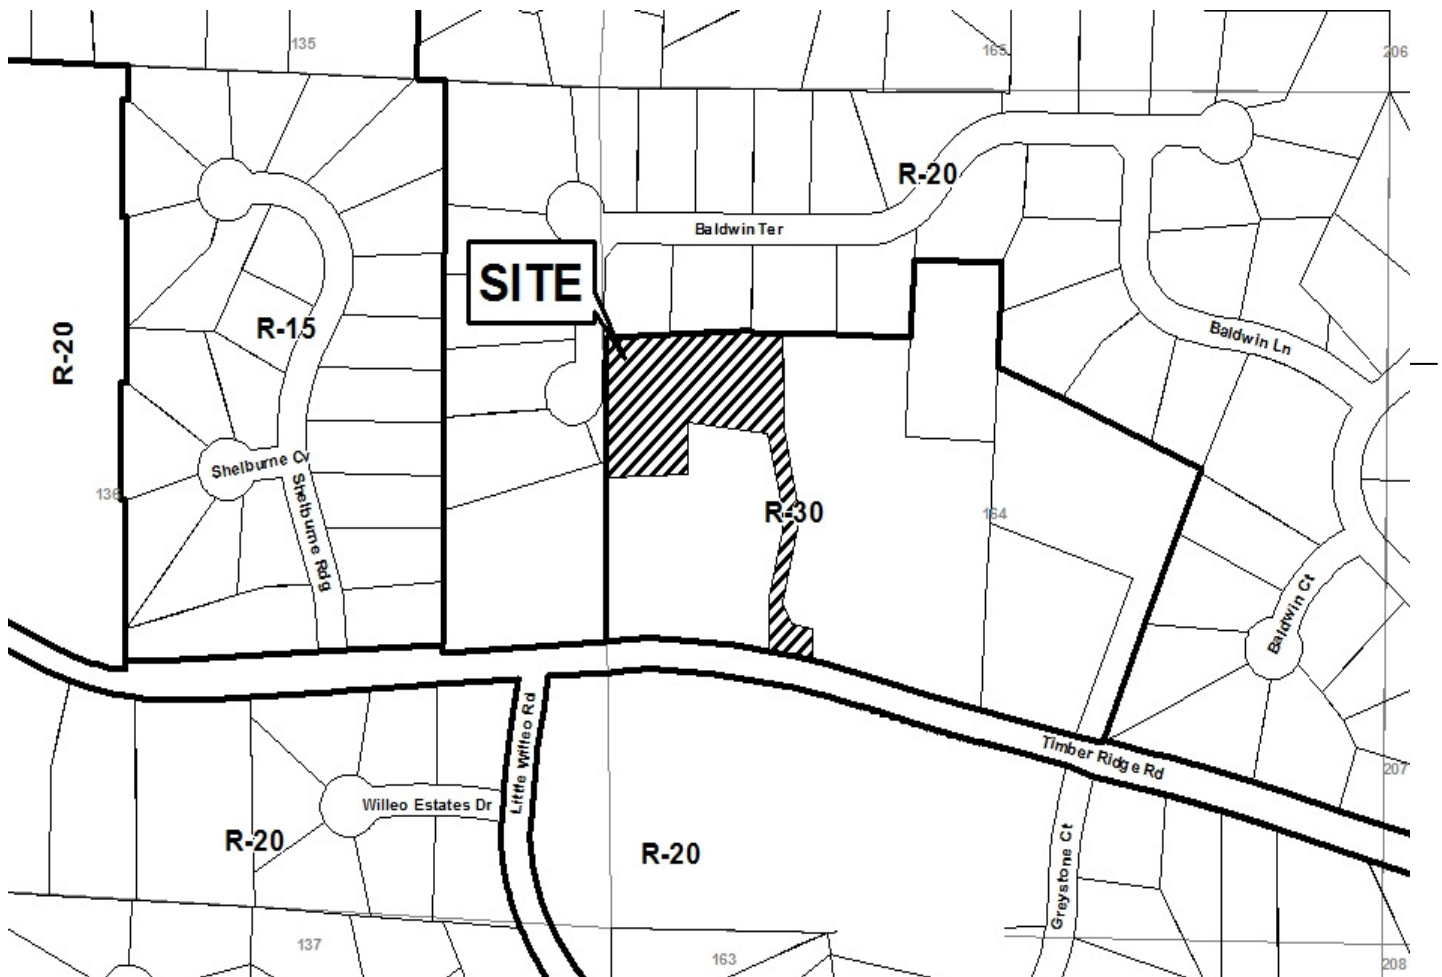 135
165
206
R-20
Baldwin Ter
SITE
R-15
R-20
Baldwin Ln
Shelburne Cv
136
Shelburne Rdg
R-30
164
Baldwin Ct
Little Willeo Rd
Timber Ridge Rd
207
Willeo Estates Dr
R-20
R-20
Greystone Ct
137
163
208